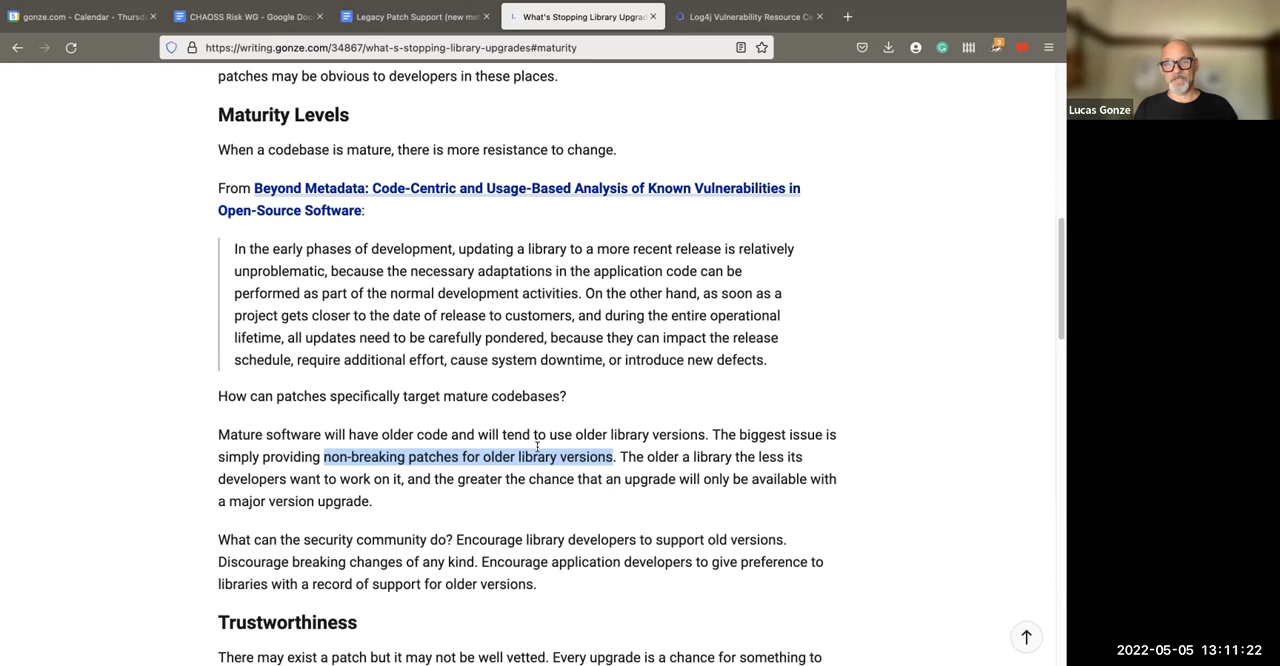 gonze.com - Calendar - Thursd
CHAOSS Risk WG - Google Doc
Legacy Patch Support (new me
What's Stopping Library Upgrad
Log4j Vulnerability Resource Ce
https://writing.gonze.com/34867/what-s-stopping-library-upgrades#maturity
3
patches may be obvious to developers in these places.
Maturity Levels
When a codebase is mature, there is more resistance to change.
From Beyond Metadata: Code-Centric and Usage-Based Analysis of Known Vulnerabilities in
Open-Source Software:
In the early phases of development, updating a library to a more recent release is relatively
unproblematic, because the necessary adaptations in the application code can be
performed as part of the normal development activities. On the other hand, as soon as a
project gets closer to the date of release to customers, and during the entire operational
lifetime, all updates need to be carefully pondered, because they can impact the release
schedule, require additional effort, cause system downtime, or introduce new defects.
How can patches specifically target mature codebases?
Mature software will have older code and will tend to use older library versions. The biggest issue is
simply providing non-breaking patches for older library versions. The older a library the less its
developers want to work on it, and the greater the chance that an upgrade will only be available with
a major version upgrade.
What can the security community do? Encourage library developers to support old versions.
Discourage breaking changes of any kind. Encourage application developers to give preference to
libraries with a record of support for older versions.
Trustworthiness
There may exist a patch but it may not be well vetted. Every upgrade is a chance for something to
Lucas Gonze
2022-05-05 13:11:22